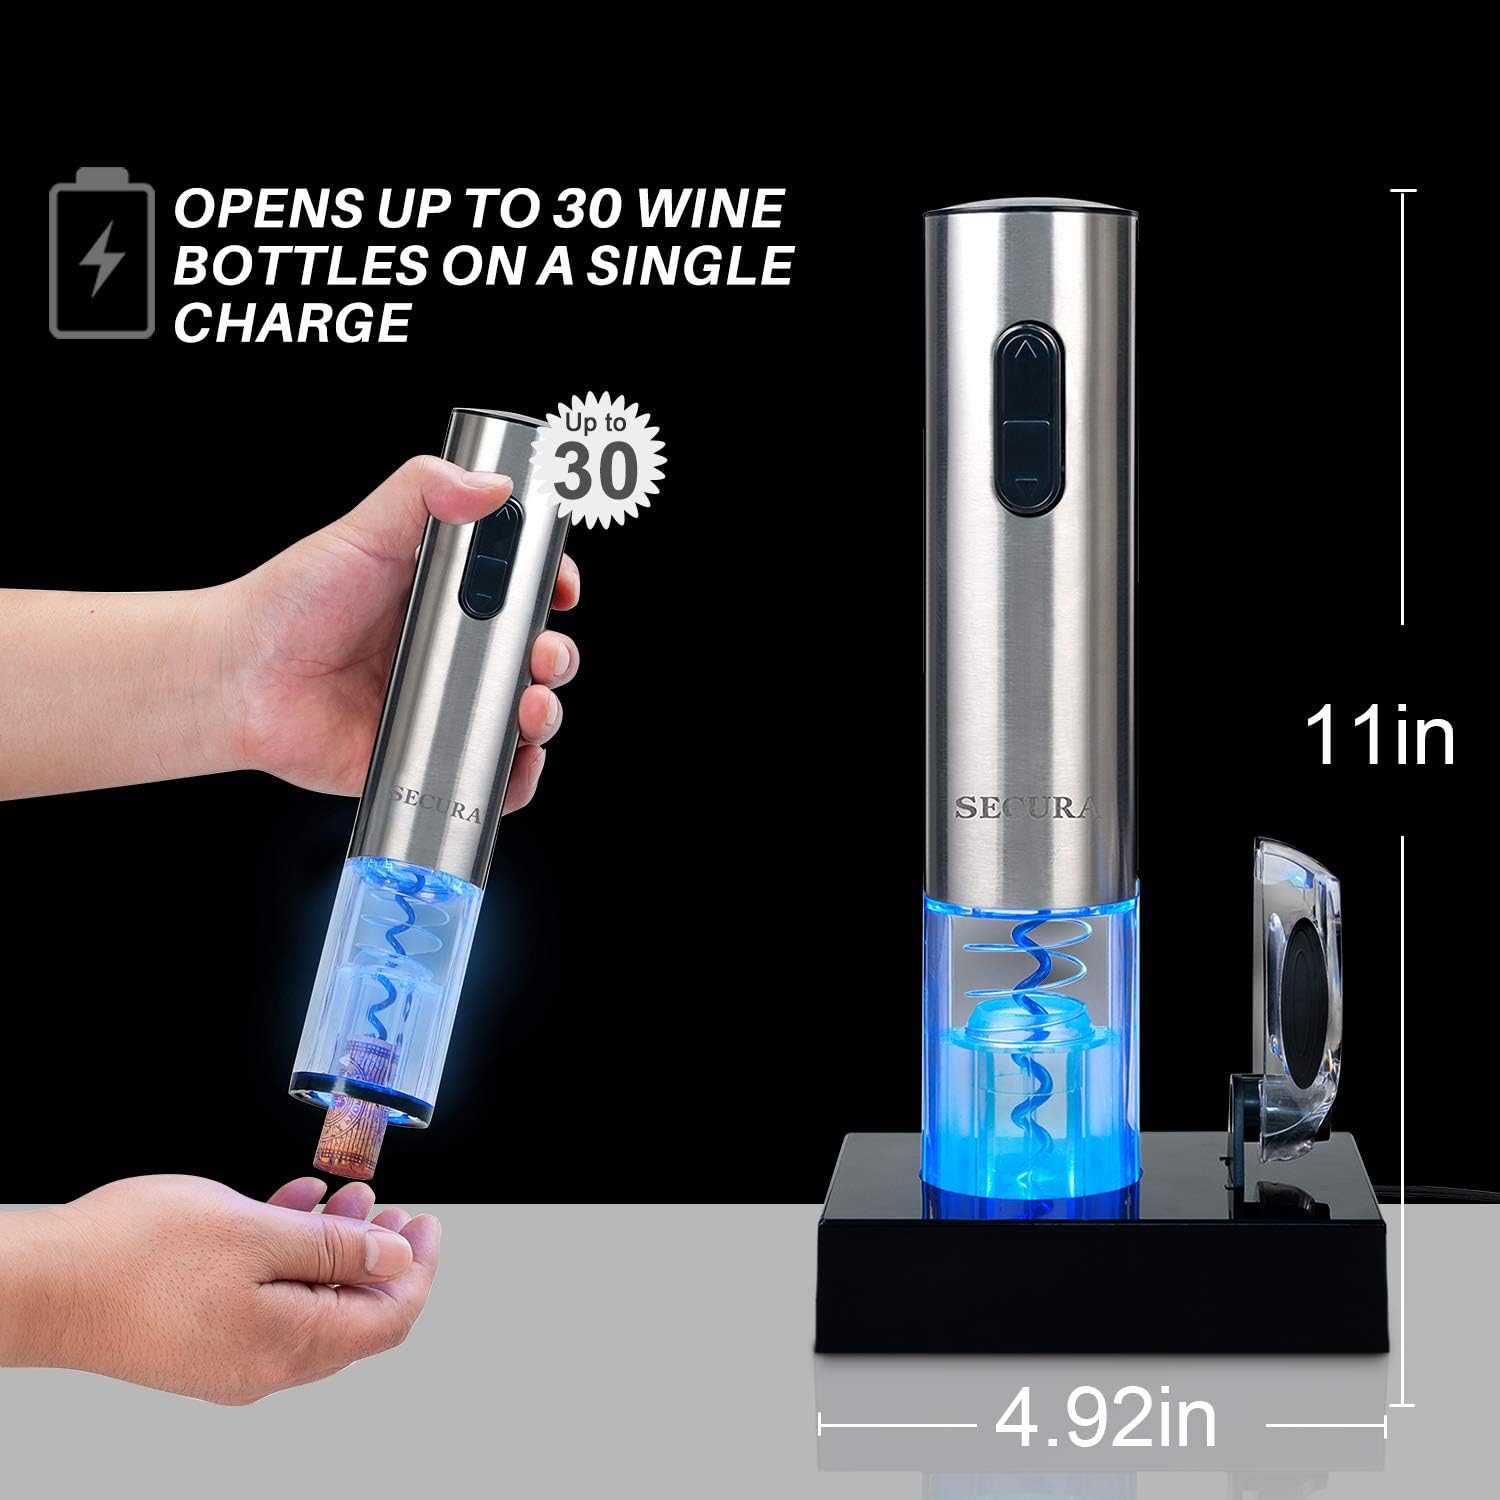 OPENS UP TO 30 WINE
BOTTLES ON A SINGLE
CHARGE
Up to
30
SECURA
SECURA
11in
4.92in